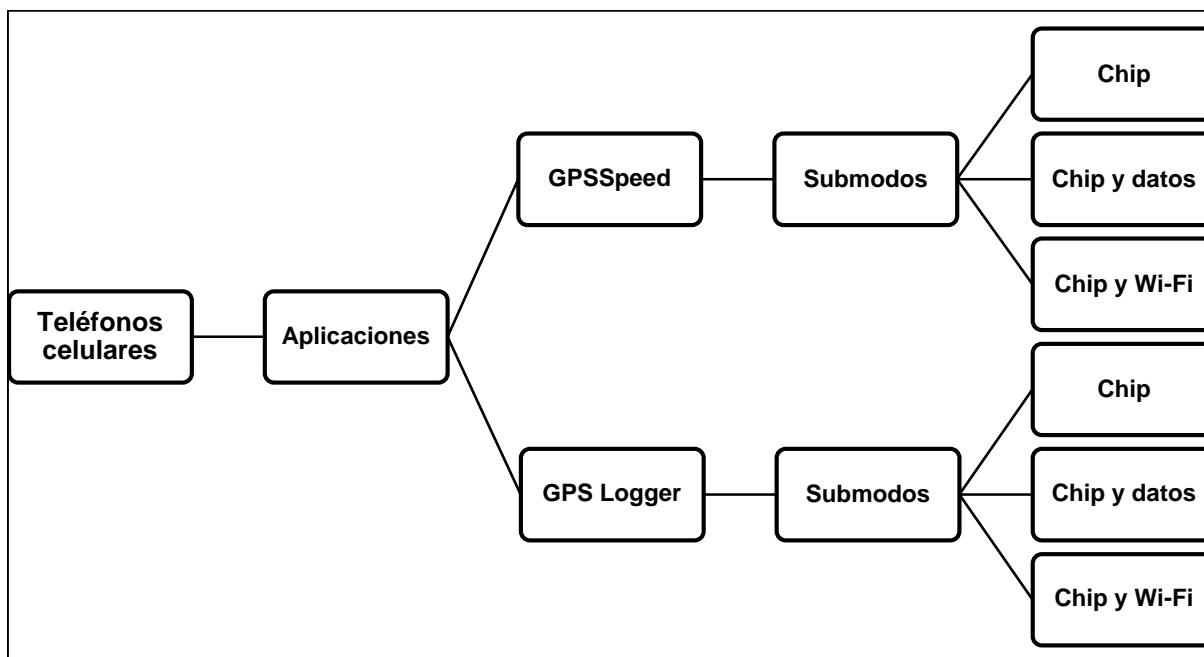 Teléfonos
celulares
Aplicaciones
GPSSpeed
Submodos
Chip
Chip y datos
Chip y Wi-Fi
GPS Logger
Submodos
Chip
Chip y datos
Chip y Wi-Fi